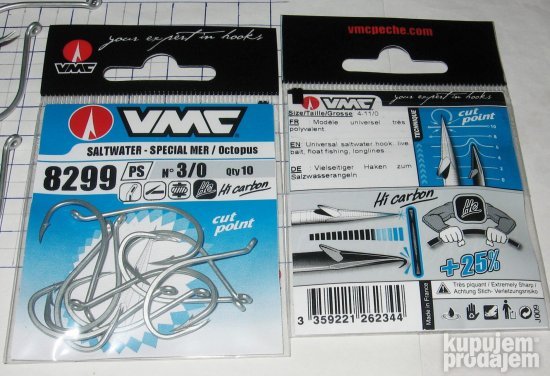 your expert in hooks
VMC
VMC
SALTWATER - SPECIAL MER / Octopus
8299 PS N° 3/0 Qty 10
Hi carbon
cut
point
vmcpeche.com
VMC
your expert in hooks
Size/Taille/Grosse 4-11/0
FR : Modèle universel très
polyvalent.
EN : Universal saltwater hook, live
bait, float fishing, longlines
DE : Vielseitiger Haken zum
Salzwasserangeln
TECHNIQUE
cut
point
Hi carbon
+25%
Très piquant / Extremely Sharp /
Achtung Stich- Verletzungsrisiko
3 359221 262344
Made in France
J009
kupujem
prodajem